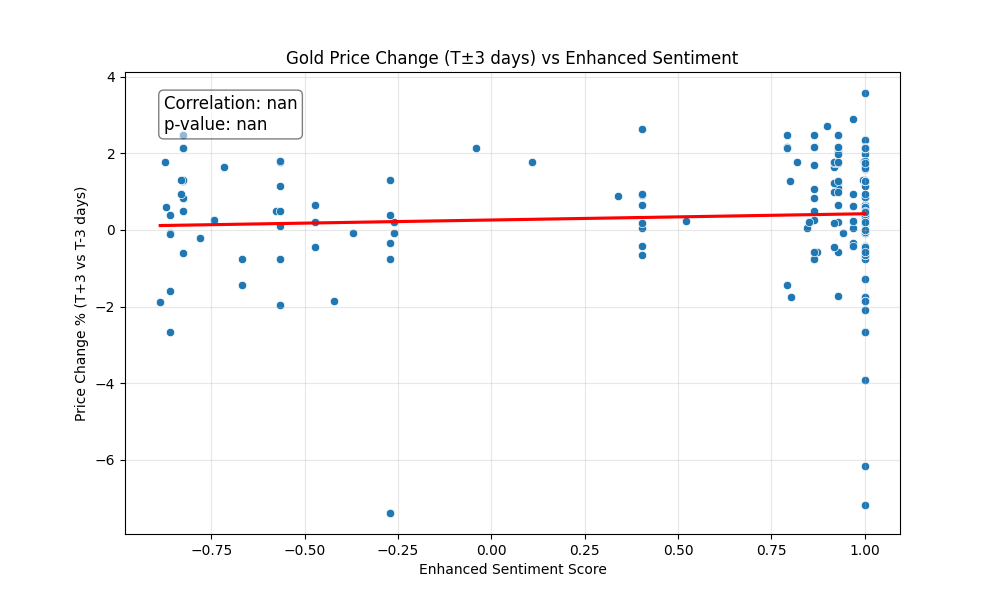 Gold Price Change (T±3 days) vs Enhanced Sentiment
Correlation: nan
p-value: nan
Price Change % (T+3 vs T-3 days)
4
2
0
−2
−4
−6
−0.75
−0.50
−0.25
0.00
0.25
0.50
0.75
1.00
Enhanced Sentiment Score